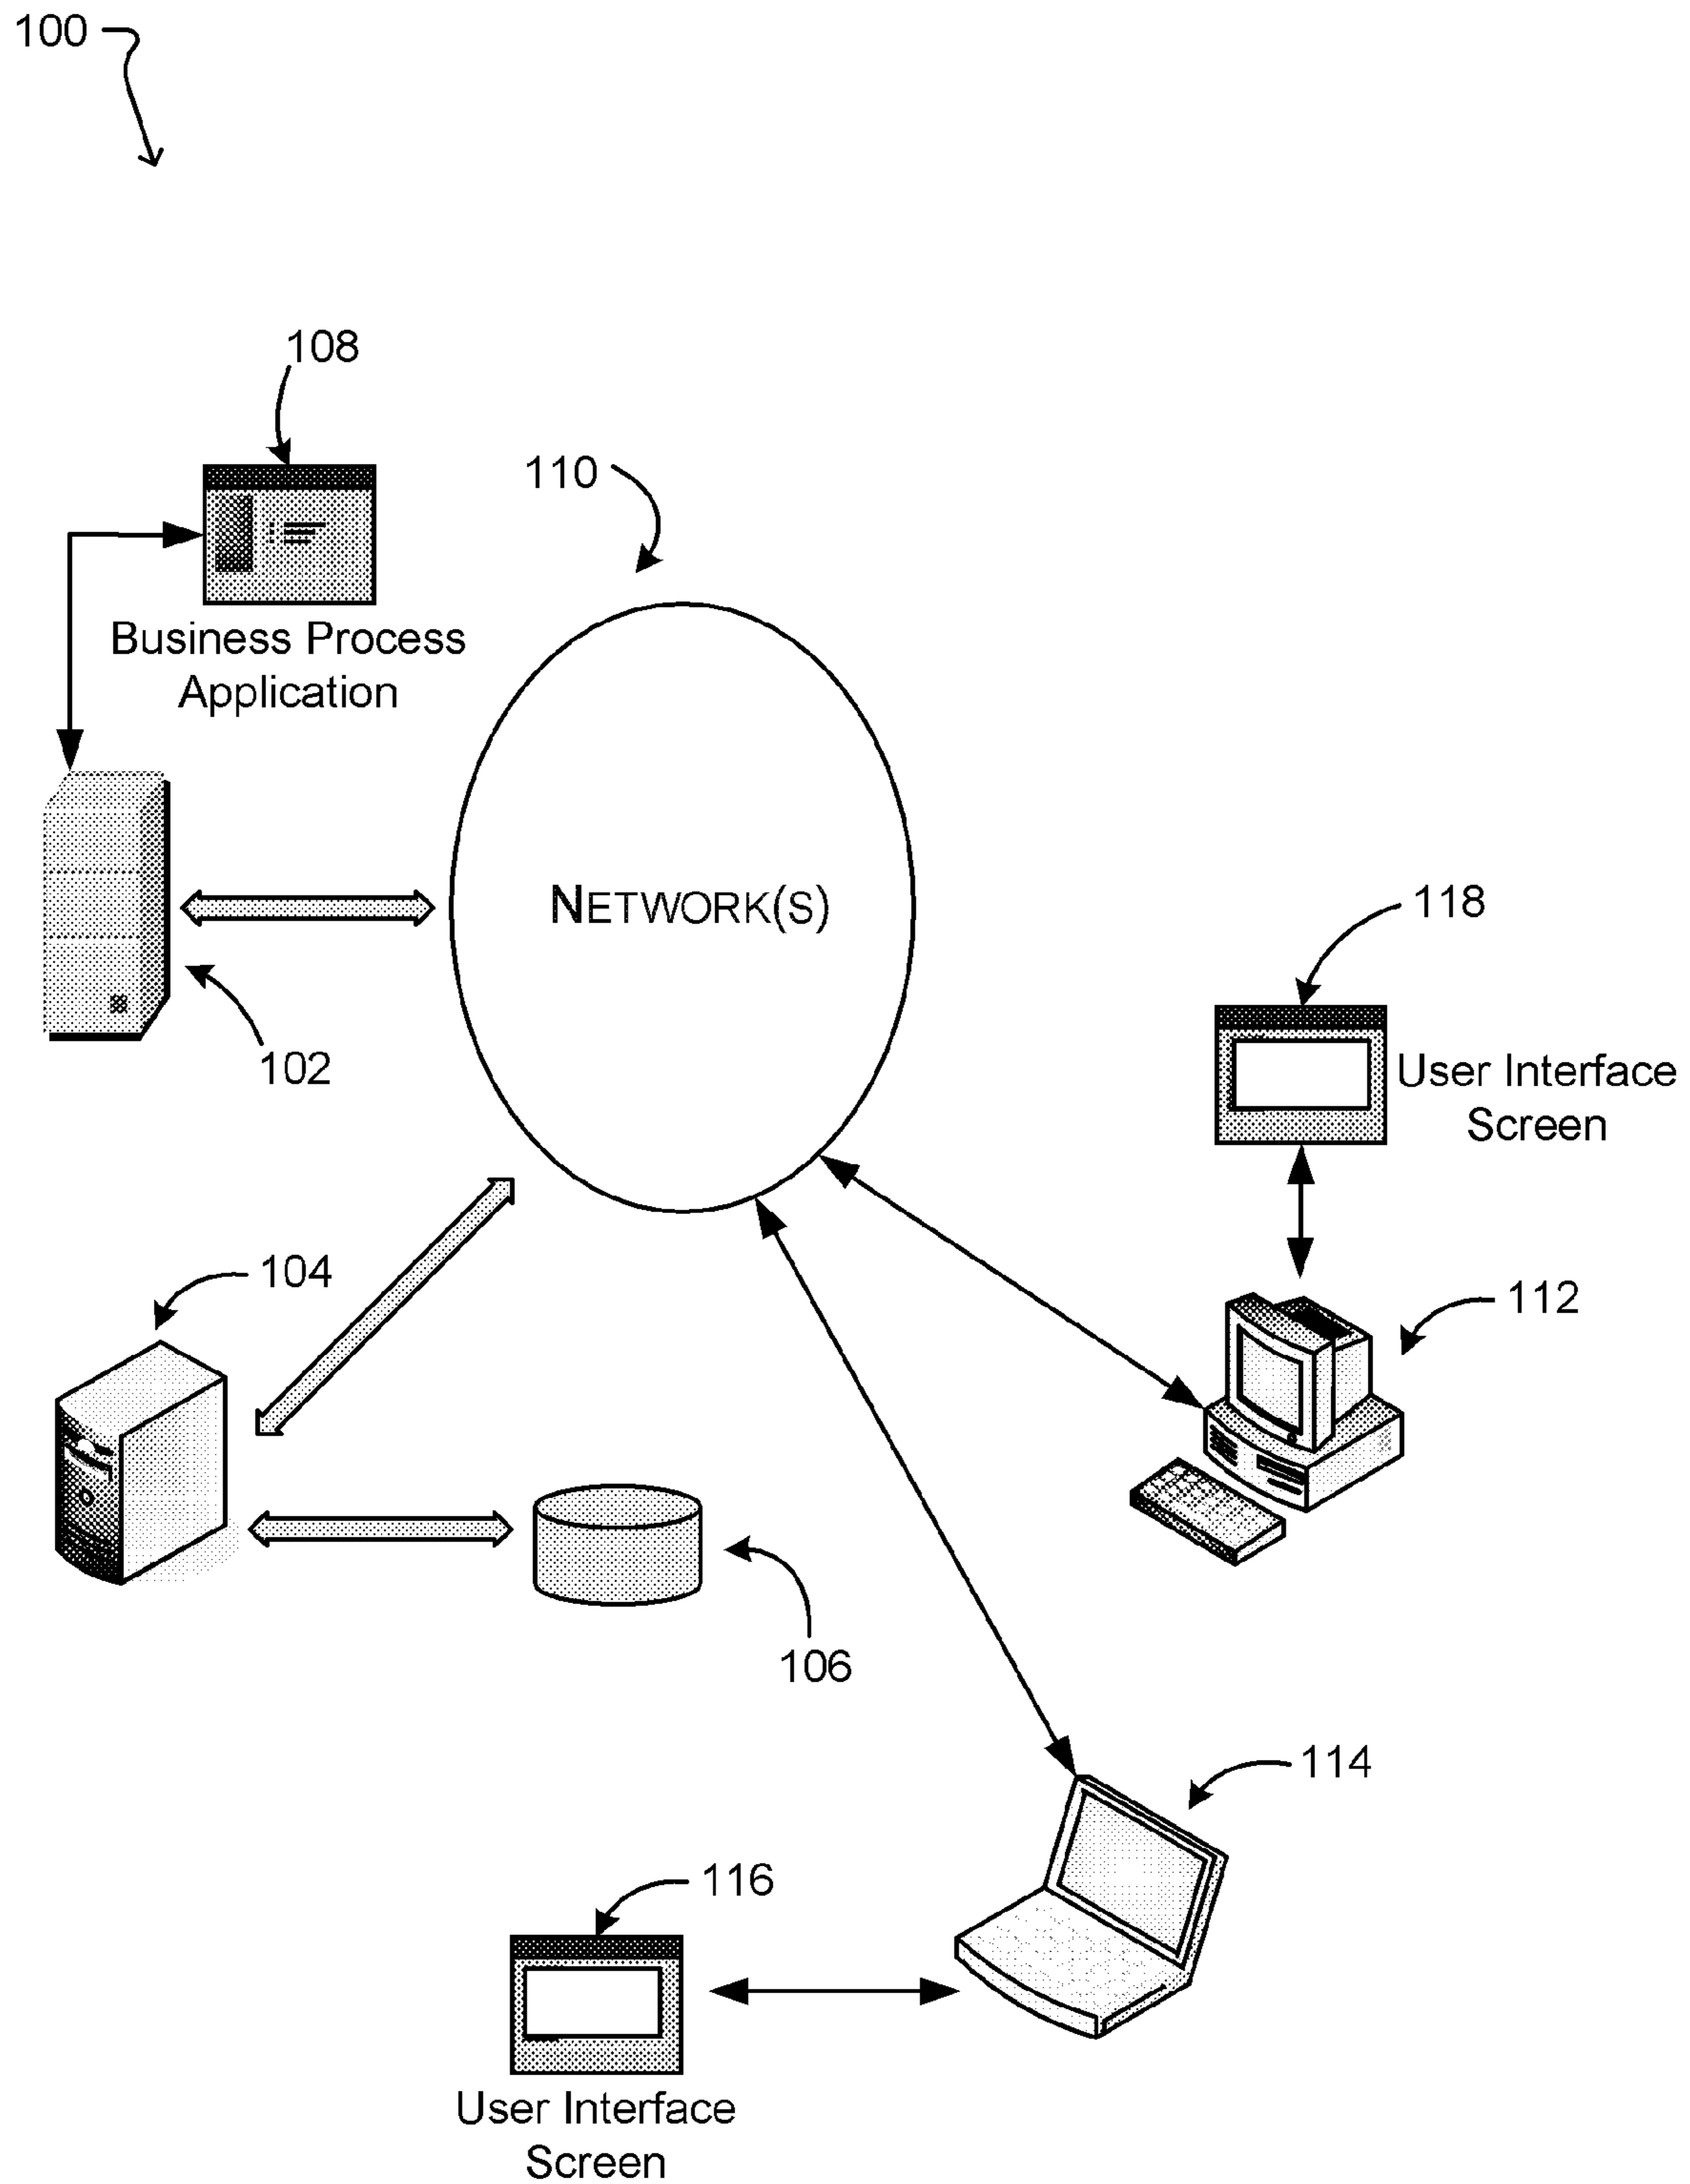 100
108
110
Business Process
Application
NETWORK(S)
118
102
User Interface
Screen
104
112
106
114
116
User Interface
Screen